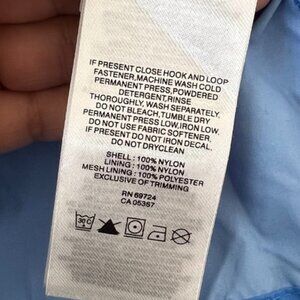 IF PRESENT CLOSE HOOK AND LOOP
FASTENER,MACHINE WASH COLD
PERMANENT PRESS,POWDERED
DETERGENT,RINSE
THOROUGHLY, WASH SEPARATELY.
DO NOT BLEACH,TUMBLE DRY
PERMANENT PRESS LOW,IRON LOW,
DO NOT USE FABRIC SOFTENER.
IF PRESENT DO NOT IRON DECAL,
DO NOT DRYCLEAN
SHELL : 100% NYLON
LINING : 100% NYLON
MESH LINING : 100% POLYESTER
EXCLUSIVE OF TRIMMING
RN 69724
CA 05367
30°C